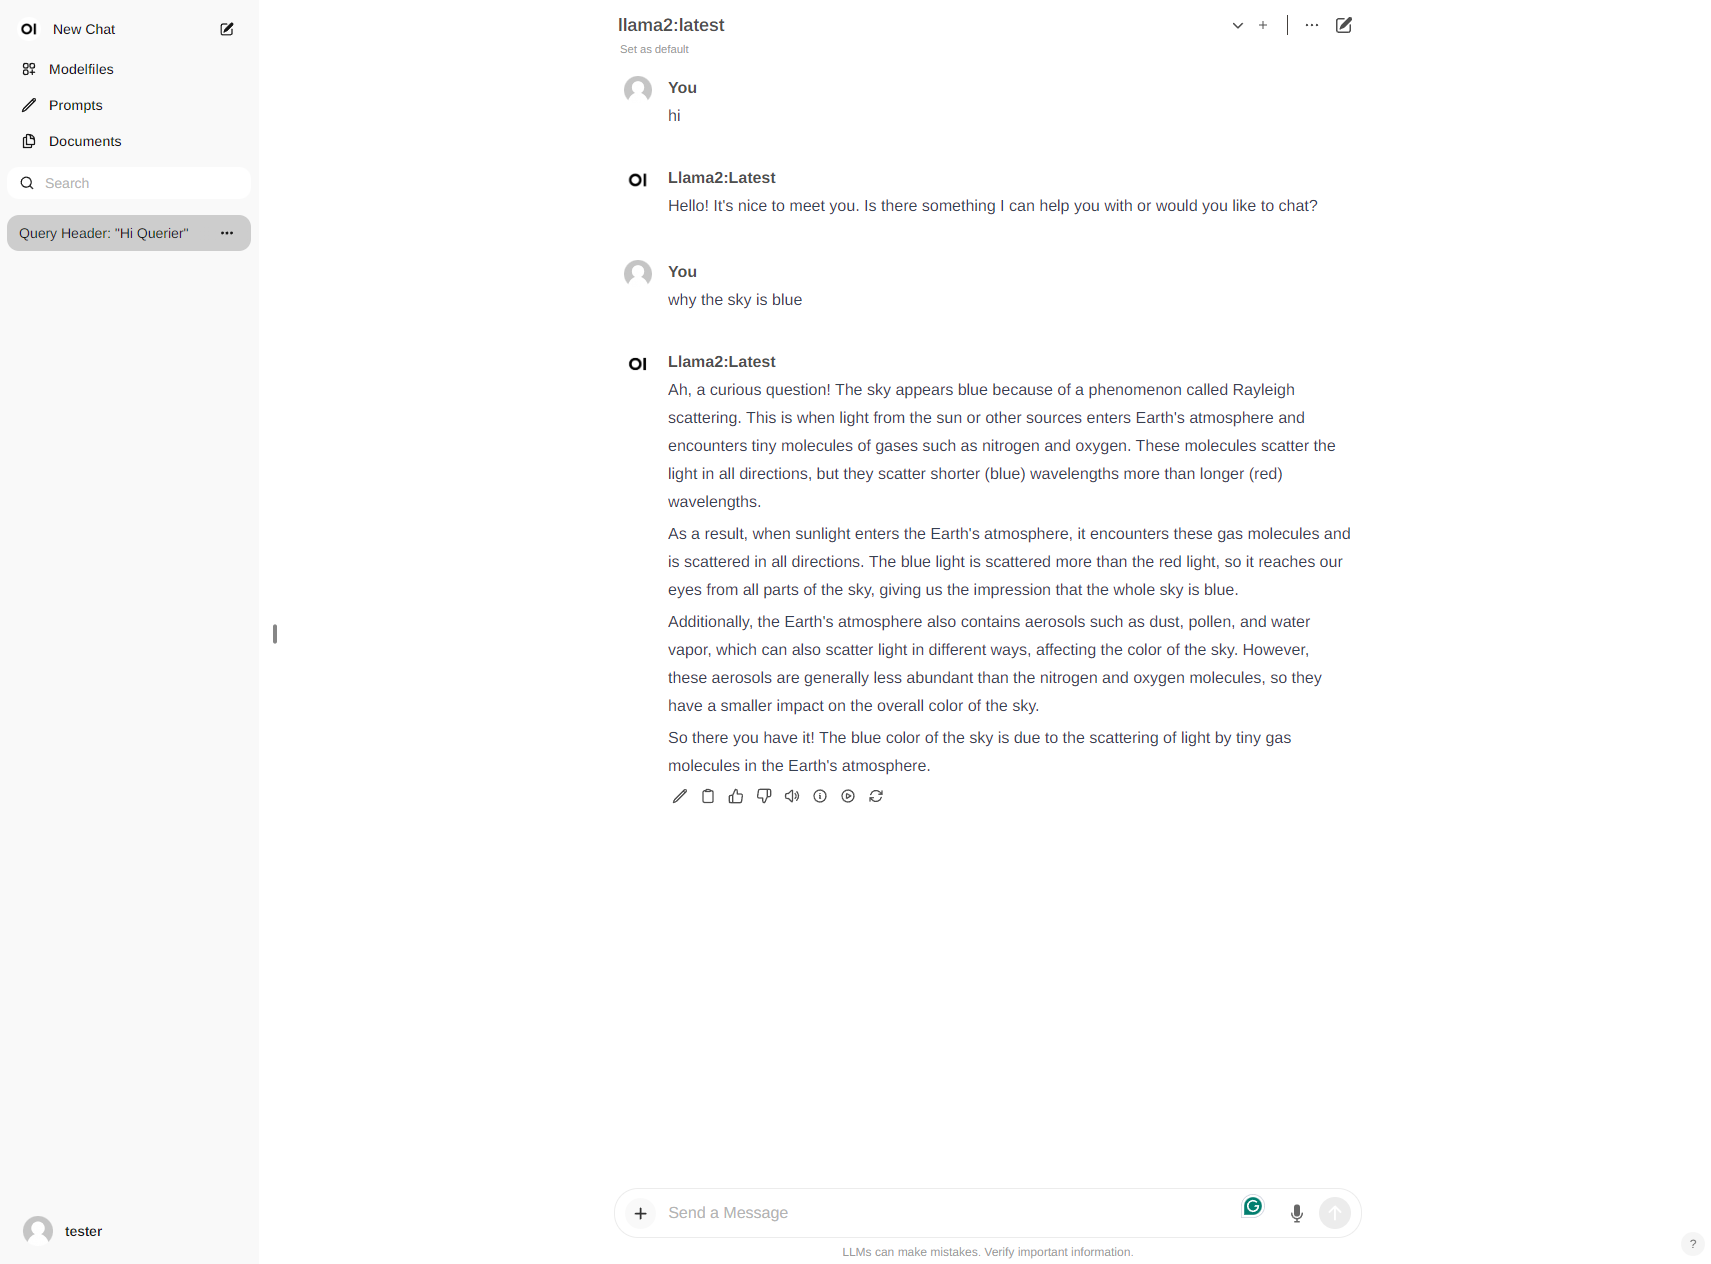 OI New Chat
Modelfiles
Prompts
Documents
Search
Query Header: "Hi Querier"
tester
llama2:latest
Set as default
You
hi
OI Llama2:Latest
Hello! It's nice to meet you. Is there something I can help you with or would you like to chat?
You
why the sky is blue
OI Llama2:Latest
Ah, a curious question! The sky appears blue because of a phenomenon called Rayleigh
scattering. This is when light from the sun or other sources enters Earth's atmosphere and
encounters tiny molecules of gases such as nitrogen and oxygen. These molecules scatter the
light in all directions, but they scatter shorter (blue) wavelengths more than longer (red)
wavelengths.
As a result, when sunlight enters the Earth's atmosphere, it encounters these gas molecules and
is scattered in all directions. The blue light is scattered more than the red light, so it reaches our
eyes from all parts of the sky, giving us the impression that the whole sky is blue.
Additionally, the Earth's atmosphere also contains aerosols such as dust, pollen, and water
vapor, which can also scatter light in different ways, affecting the color of the sky. However,
these aerosols are generally less abundant than the nitrogen and oxygen molecules, so they
have a smaller impact on the overall color of the sky.
So there you have it! The blue color of the sky is due to the scattering of light by tiny gas
molecules in the Earth's atmosphere.
Send a Message
LLMs can make mistakes. Verify important information.
?